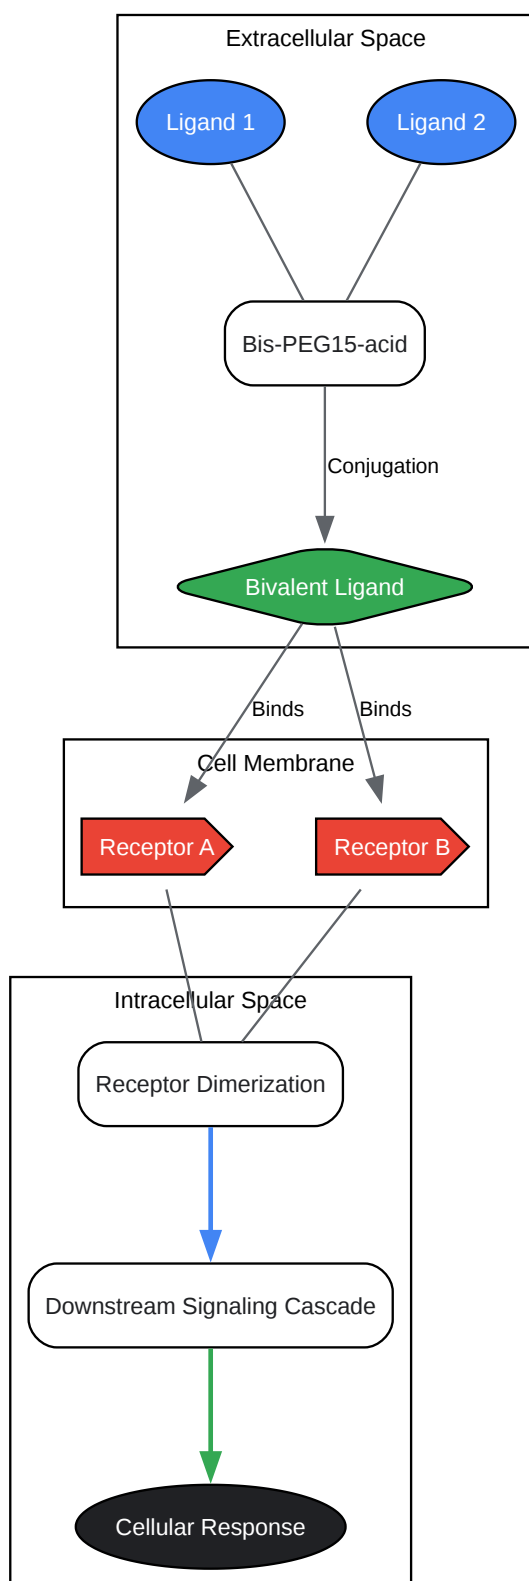 Extracellular Space
Ligand 1
Ligand 2
Bis-PEG15-acid
Conjugation
Bivalent Ligand
Binds
Binds
Cell Membrane
Receptor A
Receptor B
Intracellular Space
Receptor Dimerization
Downstream Signaling Cascade
Cellular Response